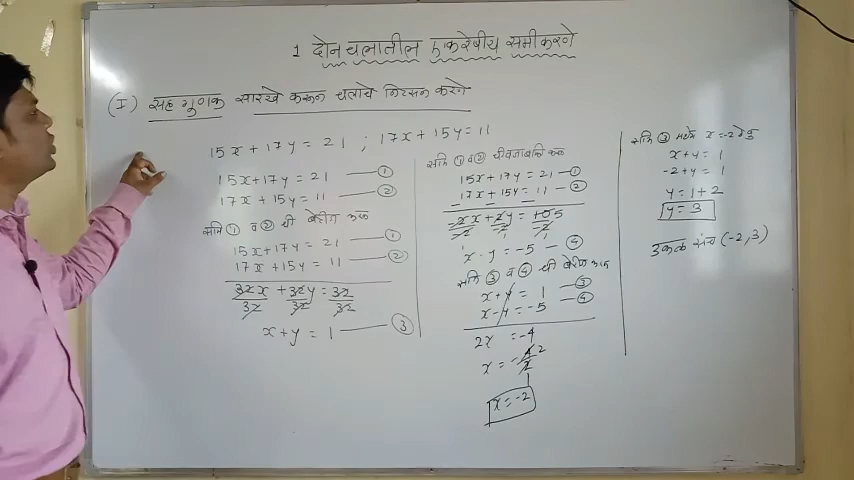 1 दोन चलातील एकरेषीय समीकरणे
(I) सह गुणक सारखे करून चलाचे निरसन करणे
15x + 17y = 21 ; 17x + 15y = 11
15x+17y = 21 —— ①
17x + 15y = 11 —— ②
समी ① व ② ची बेरीज करू
15x+17y = 21 —— ①
17x +15y = 11 —— ②
32x + 32y = 32
32 32 32
x+y = 1 —— ③
समी ① व ② ची वजाबाकी करू
15x+17y = 21 —①
17x + 15y = 11 —②
- - -
-2x+2y = +10
-2 -2 -2
x-y = -5 — ④
समी ③ व ④ ची बेरीज करू
x+y = 1 —③
x-y = -5 —④
2x = -4
x = -4 2
2 1
x = -2
समी ③ मध्ये x = -2 ठेवू
x+y = 1
-2+y = 1
y = 1+2
y = 3
उकल संच (-2,3)